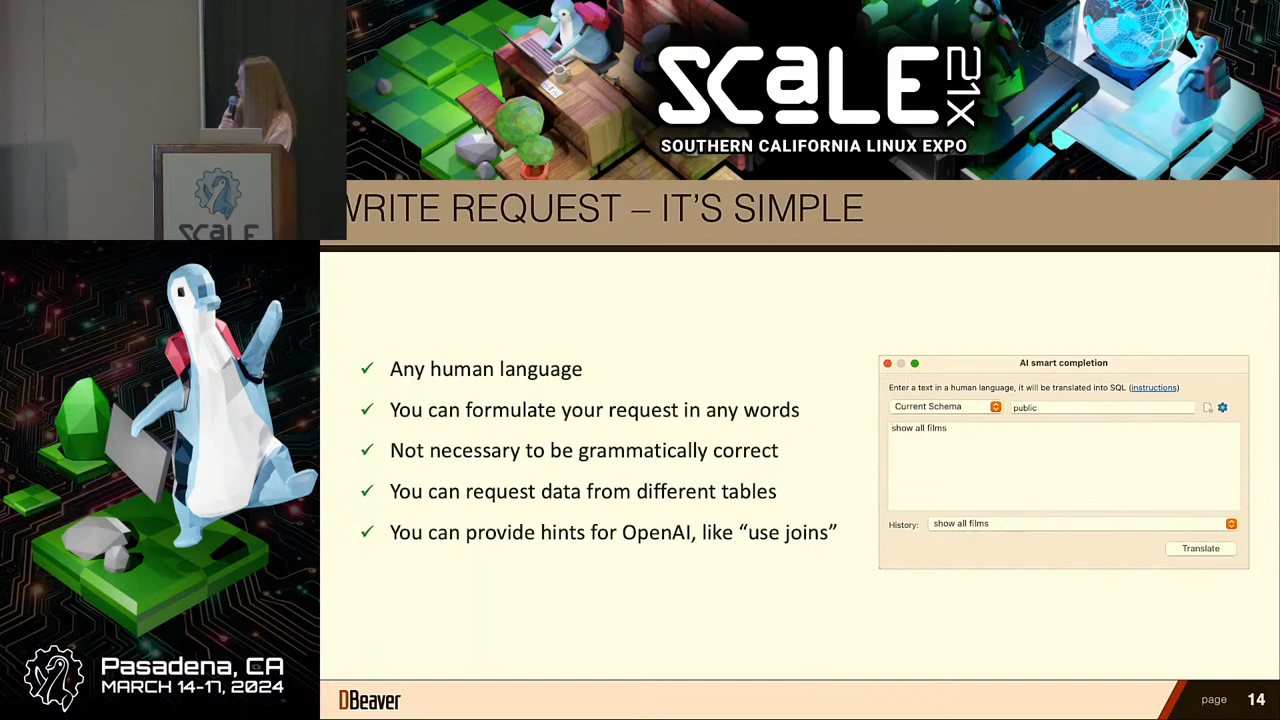 SCaLE 21X
SOUTHERN CALIFORNIA LINUX EXPO
SCaLE
WRITE REQUEST – IT'S SIMPLE
✓ Any human language
✓ You can formulate your request in any words
✓ Not necessary to be grammatically correct
✓ You can request data from different tables
✓ You can provide hints for OpenAI, like “use joins”
AI smart completion
Enter a text in a human language, it will be translated into SQL (instructions)
Current Schema public
show all films
History: show all films
Translate
Pasadena, CA
MARCH 14-17, 2024
DBeaver
page 14